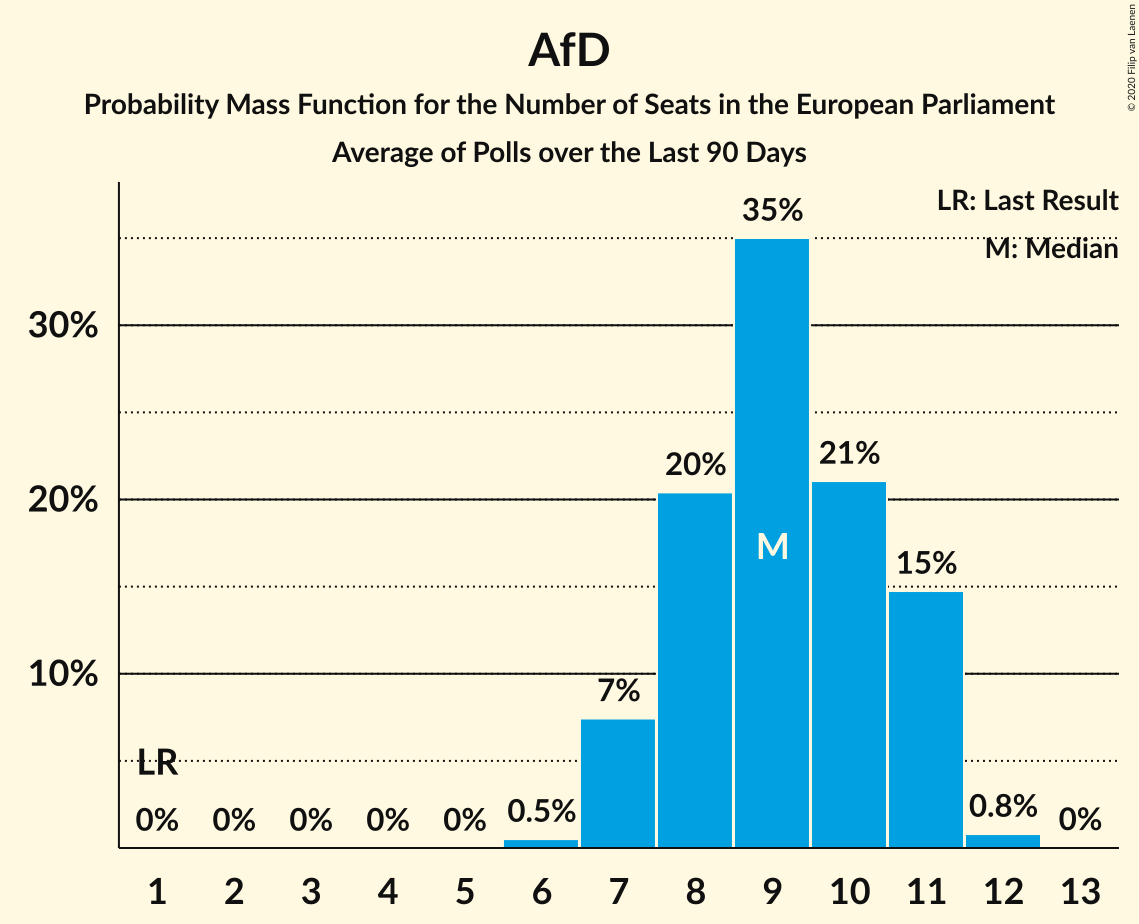 AfD
Probability Mass Function for the Number of Seats in the European Parliament
Average of Polls over the Last 90 Days
© 2020 Filip van Laenen
LR: Last Result
M: Median
35%
30%
20%
21%
20%
M
15%
10%
7%
LR
0% 0% 0% 0% 0% 0.5% 0.8% 0%
1 2 3 4 5 6 7 8 9 10 11 12 13